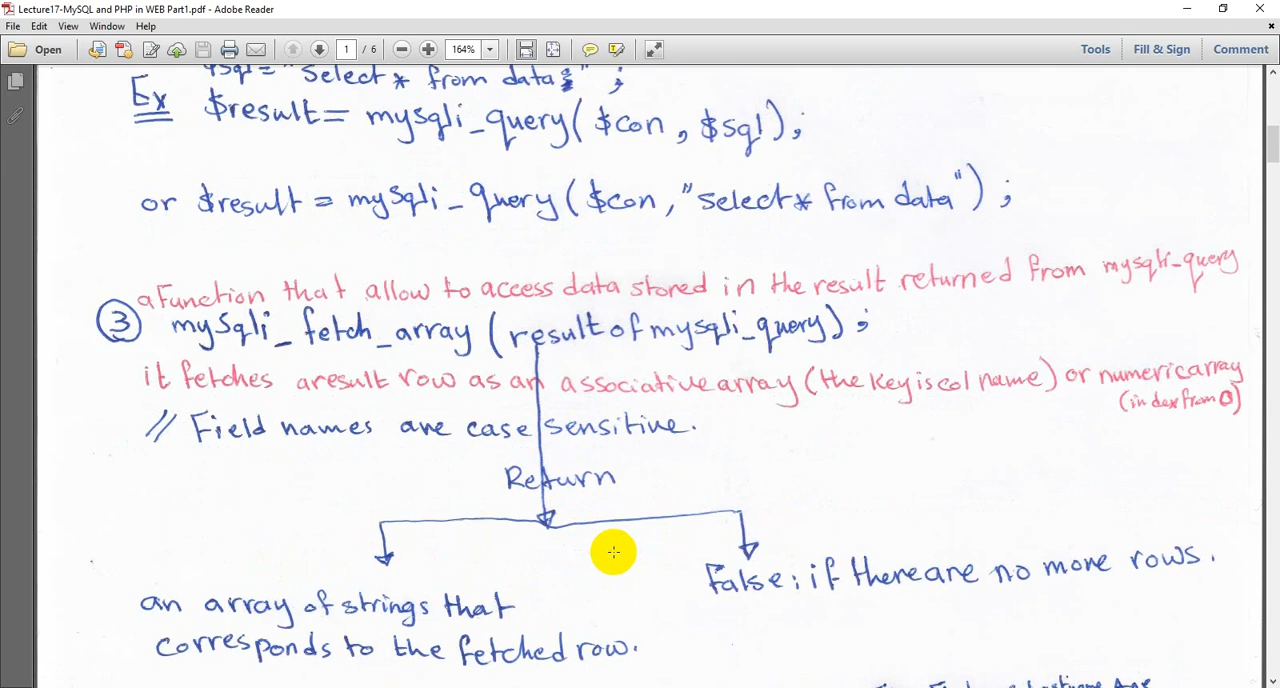 Lecture17-MySQL and PHP in WEB Part1.pdf - Adobe Reader
File Edit View Window Help
Open 1 / 6 164% Tools Fill & Sign Comment
$sql = "Select * from data" ;
Ex $result = mysqli_query( $con , $sql );
or $result = mySqli_Query ( $con , "select * from data" ) ;
a Function that allow to access data stored in the result returned from mysqli_query
3 mySqli_fetch_array ( result of mysqli_query ) ;
it fetches a result row as an associative array ( the key is col name ) or numeric array
(index from 0)
// Field names are case sensitive.
Return
False : if there are no more rows .
an array of strings that
corresponds to the fetched row .